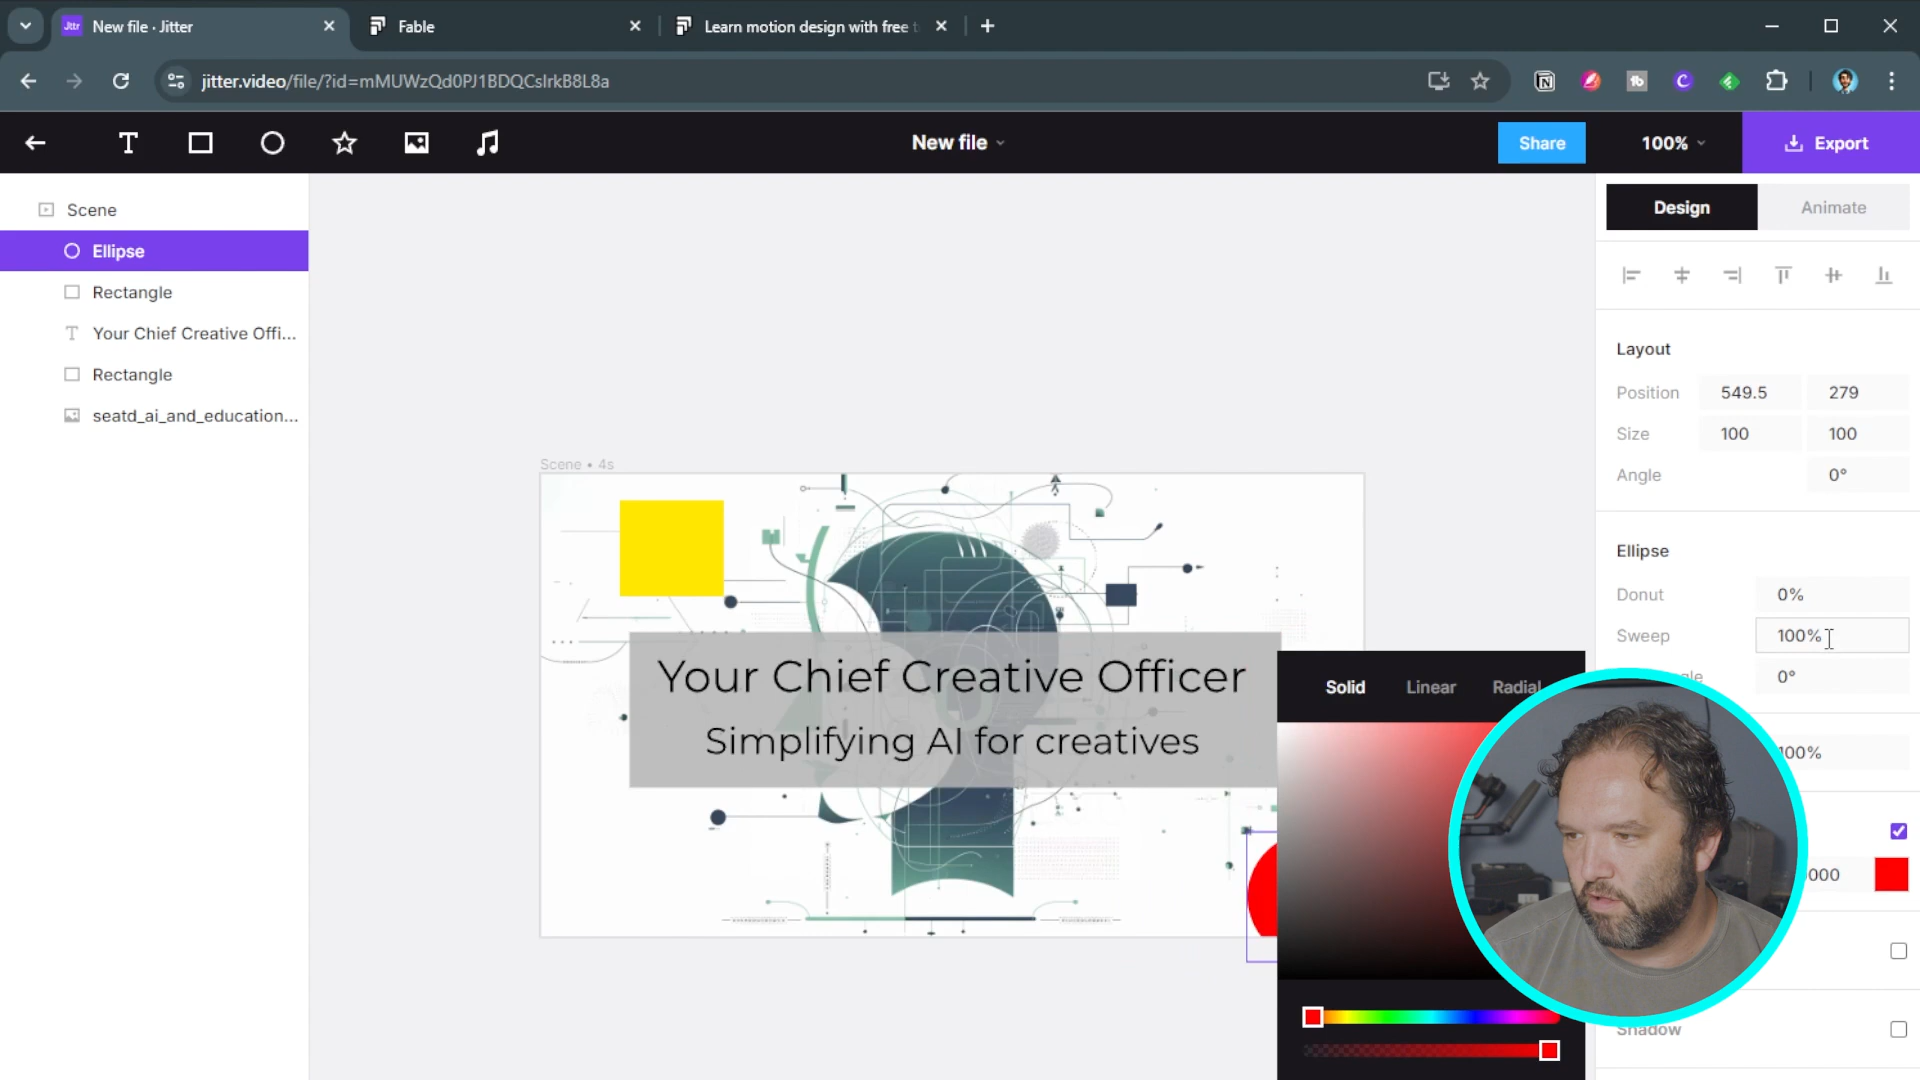 New file · Jitter
Fable
Learn motion design with free t
jitter.video/file/?id=mMUWzQd0PJ1BDQCsIrkB8L8a
New file
Share
100%
Export
Scene
Ellipse
Rectangle
Your Chief Creative Offi...
Rectangle
seatd_ai_and_education...
Design
Animate
Layout
Position 549.5 279
Size 100 100
Angle 0°
Ellipse
Donut 0%
Sweep 100%
0°
100%
Scene • 4s
Your Chief Creative Officer
Simplifying AI for creatives
Solid Linear Radial
Shadow